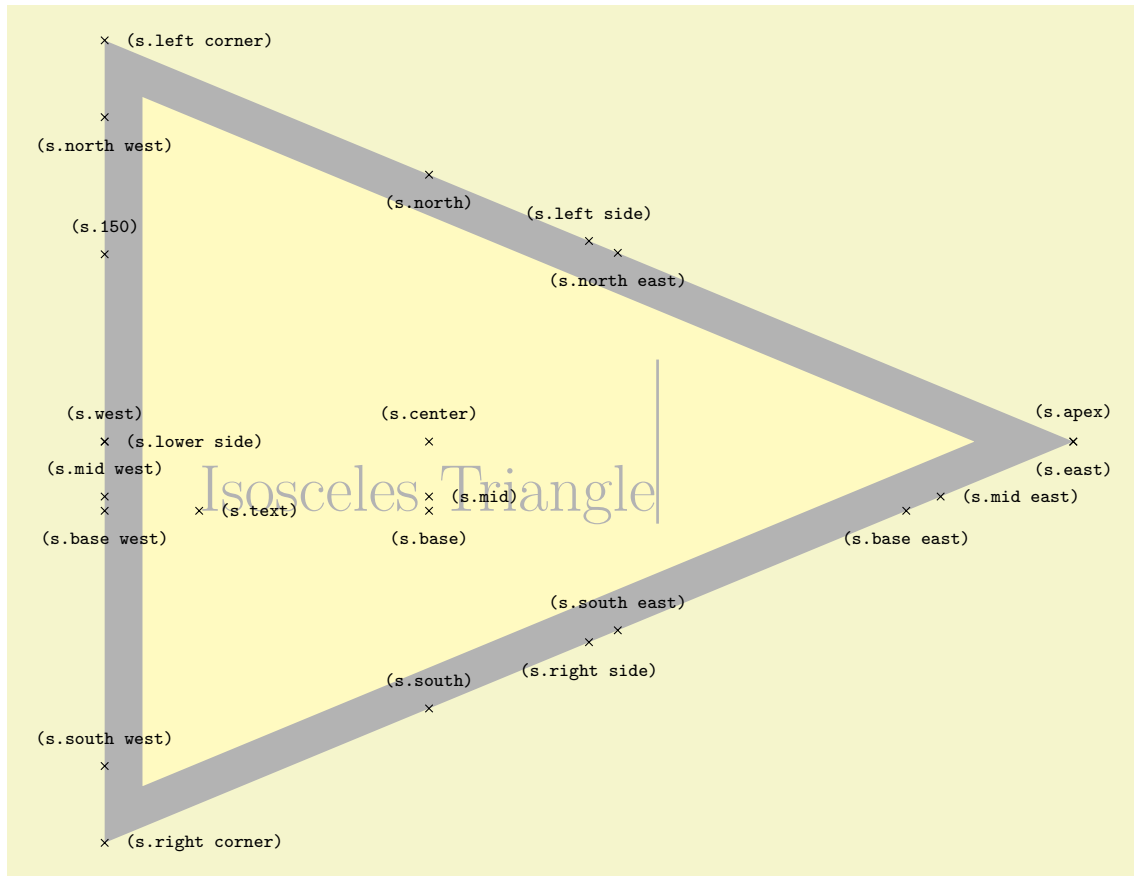 (s.left corner)
(s.north west)
(s.north)
(s.left side)
(s.150)
(s.north east)
(s.apex)
(s.west)
(s.center)
(s.lower side)
(s.mid west)
(s.east)
Isosceles Triangle
(s.mid)
(s.mid east)
(s.text)
(s.base west)
(s.base)
(s.base east)
(s.south east)
(s.right side)
(s.south)
(s.south west)
(s.right corner)